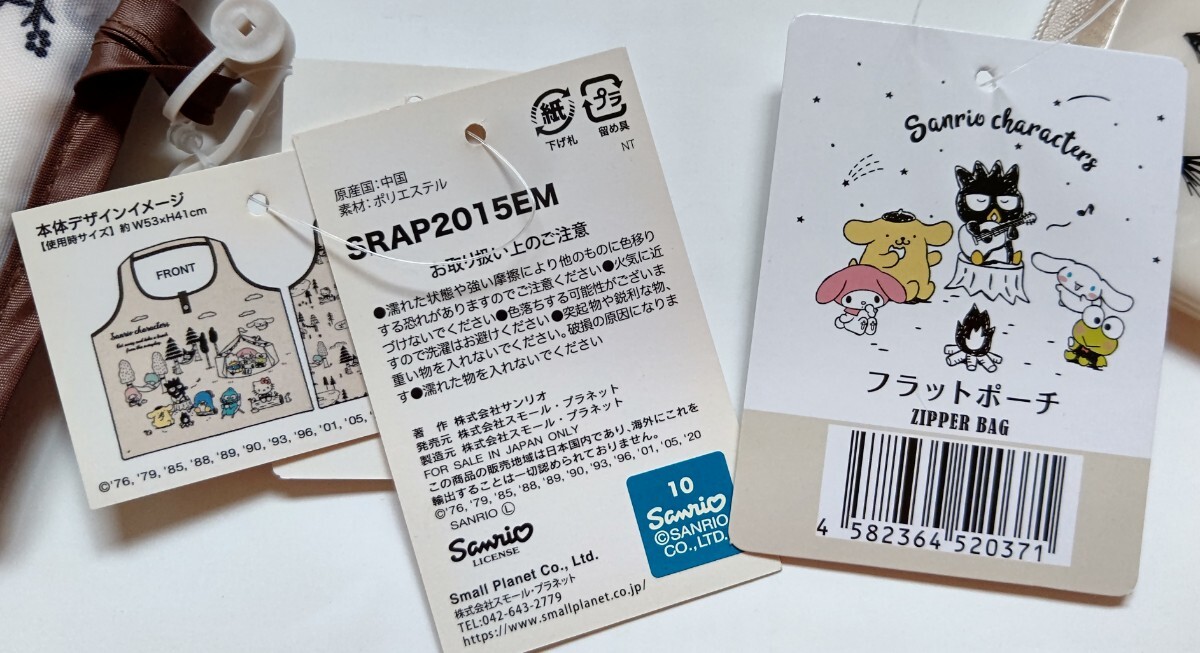 本体デザインイメージ
【使用時サイズ】約 W53×H41cm
FRONT
Sanrio characters
©'76, '79, '85, '88, '89, '90, '93, '96, '01, '05,
紙
下げ札
プラ
留め具
NT
原産国:中国
素材:ポリエステル
SRAP2015EM
お取り扱い上のご注意
●濡れた状態や強い摩擦により他のものに色移り
する恐れがありますのでご注意ください●火気に近
づけないでください●色落ちする可能性がございま
すので洗濯はお避けください●突起物や鋭利な物、
重い物を入れないでください。破損の原因になりま
す●濡れた物を入れないでください
著 作 株式会社サンリオ
発売元 株式会社スモール・プラネット
製造元 株式会社スモール・プラネット
FOR SALE IN JAPAN ONLY
この商品の販売地域は日本国内であり、海外にこれを
輸出することは一切認められておりません。
©'76, '79, '85, '88, '89, '90, '93, '96, '01, '05, '20
SANRIO Ⓛ
Sanrio
LICENSE
Small Planet Co., Ltd.
株式会社スモール・プラネット
TEL:042-643-2779
https://www.smallplanet.co.jp/
10
Sanrio
©SANRIO
CO., LTD.
Sanrio characters
フラットポーチ
ZIPPER BAG
4 582364 520371